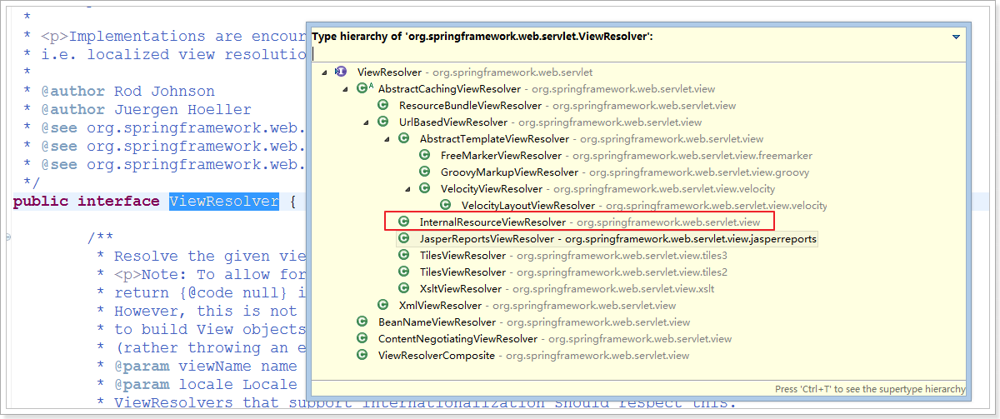 *
* <p>Implementations are encour
* i.e. localized view resolutio
*
* @author Rod Johnson
* @author Juergen Hoeller
* @see org.springframework.web.
* @see org.springframework.web.
* @see org.springframework.web.
*/
public interface ViewResolver {
/**
* Resolve the given vie
* <p>Note: To allow for
* return {@code null} i
* However, this is not
* to build View objects
* (rather throwing an e
* @param viewName name
* @param locale Locale
* ViewResolvers that support internationalization should respect this.
Type hierarchy of 'org.springframework.web.servlet.ViewResolver':
ViewResolver - org.springframework.web.servlet
AbstractCachingViewResolver - org.springframework.web.servlet.view
ResourceBundleViewResolver - org.springframework.web.servlet.view
UrlBasedViewResolver - org.springframework.web.servlet.view
AbstractTemplateViewResolver - org.springframework.web.servlet.view
FreeMarkerViewResolver - org.springframework.web.servlet.view.freemarker
GroovyMarkupViewResolver - org.springframework.web.servlet.view.groovy
VelocityViewResolver - org.springframework.web.servlet.view.velocity
VelocityLayoutViewResolver - org.springframework.web.servlet.view.velocity
InternalResourceViewResolver - org.springframework.web.servlet.view
JasperReportsViewResolver - org.springframework.web.servlet.view.jasperreports
TilesViewResolver - org.springframework.web.servlet.view.tiles3
TilesViewResolver - org.springframework.web.servlet.view.tiles2
XsltViewResolver - org.springframework.web.servlet.view.xslt
XmlViewResolver - org.springframework.web.servlet.view
BeanNameViewResolver - org.springframework.web.servlet.view
ContentNegotiatingViewResolver - org.springframework.web.servlet.view
ViewResolverComposite - org.springframework.web.servlet.view
Press 'Ctrl+T' to see the supertype hierarchy